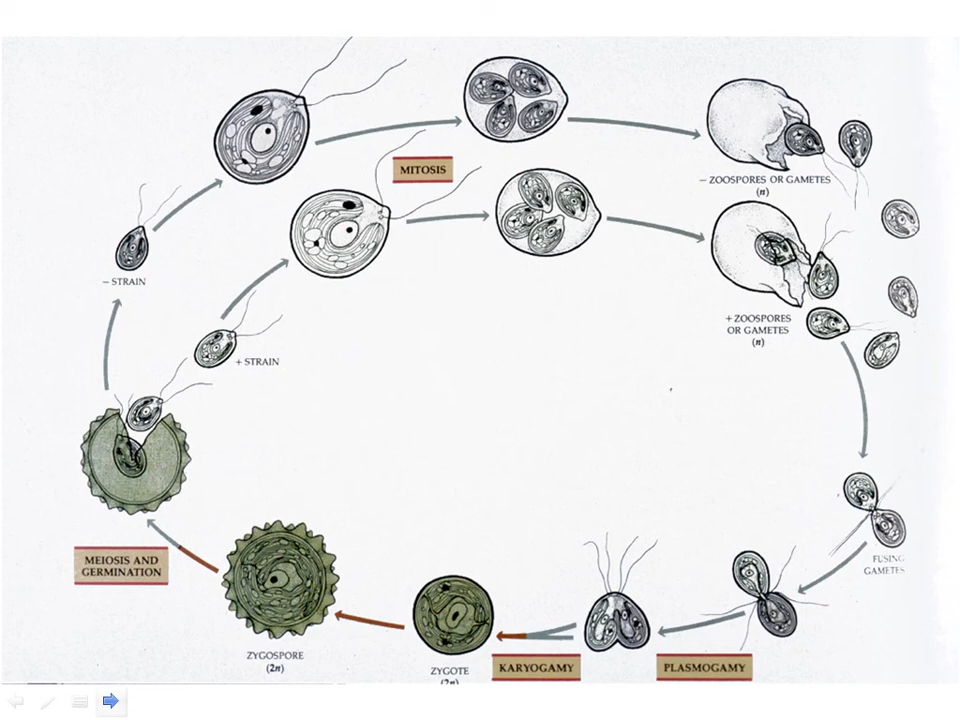 MITOSIS
− ZOOSPORES OR GAMETES
(n)
− STRAIN
+ ZOOSPORES
OR GAMETES
(n)
+ STRAIN
MEIOSIS AND
GERMINATION
FUSING
GAMETES
ZYGOSPORE
(2n)
ZYGOTE
(2n)
KARYOGAMY
PLASMOGAMY